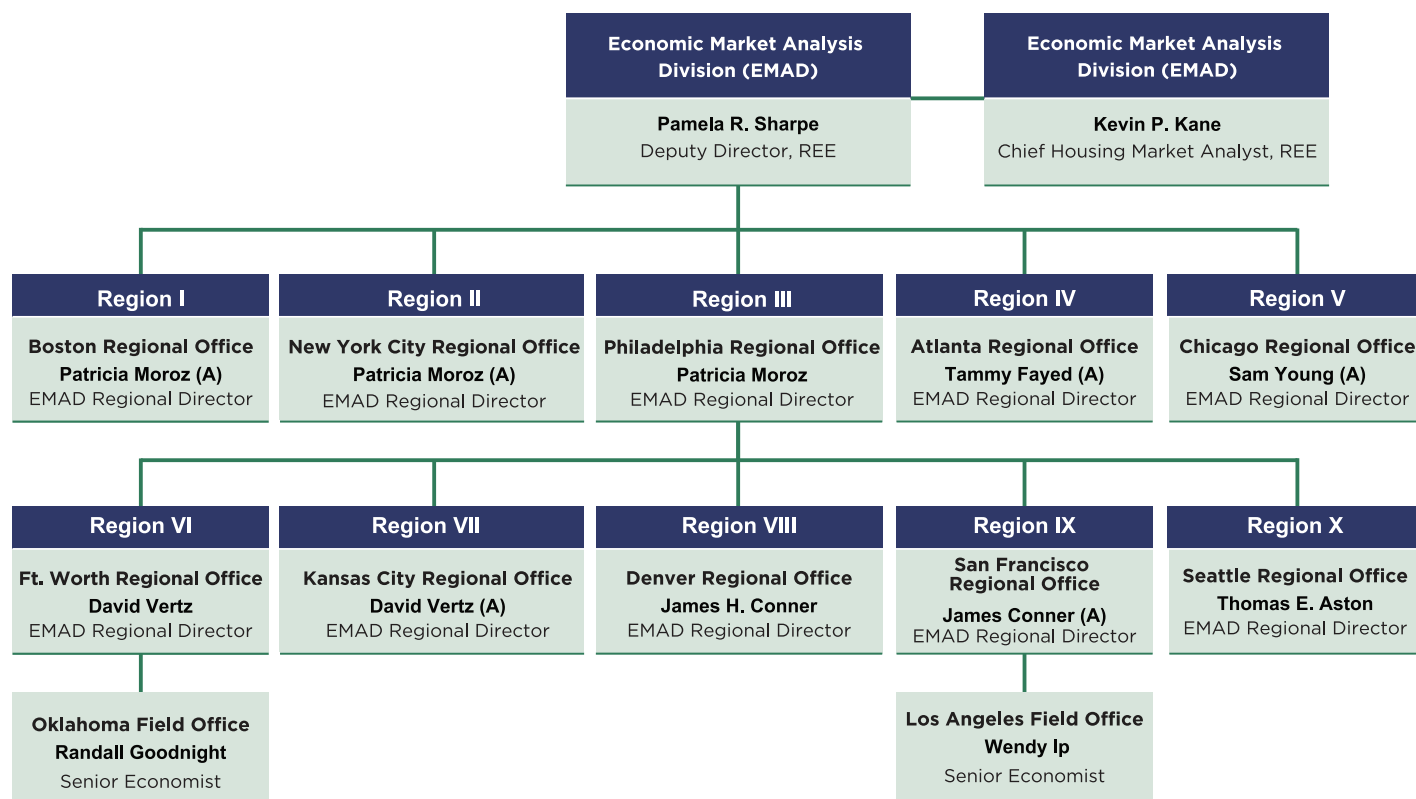 Economic Market Analysis
Division (EMAD)
Pamela R. Sharpe
Deputy Director, REE
Economic Market Analysis
Division (EMAD)
Kevin P. Kane
Chief Housing Market Analyst, REE
Region I
Boston Regional Office
Patricia Moroz (A)
EMAD Regional Director
Region II
New York City Regional Office
Patricia Moroz (A)
EMAD Regional Director
Region III
Philadelphia Regional Office
Patricia Moroz
EMAD Regional Director
Region IV
Atlanta Regional Office
Tammy Fayed (A)
EMAD Regional Director
Region V
Chicago Regional Office
Sam Young (A)
EMAD Regional Director
Region VI
Ft. Worth Regional Office
David Vertz
EMAD Regional Director
Region VII
Kansas City Regional Office
David Vertz (A)
EMAD Regional Director
Region VIII
Denver Regional Office
James H. Conner
EMAD Regional Director
Region IX
San Francisco
Regional Office
James Conner (A)
EMAD Regional Director
Region X
Seattle Regional Office
Thomas E. Aston
EMAD Regional Director
Oklahoma Field Office
Randall Goodnight
Senior Economist
Los Angeles Field Office
Wendy Ip
Senior Economist